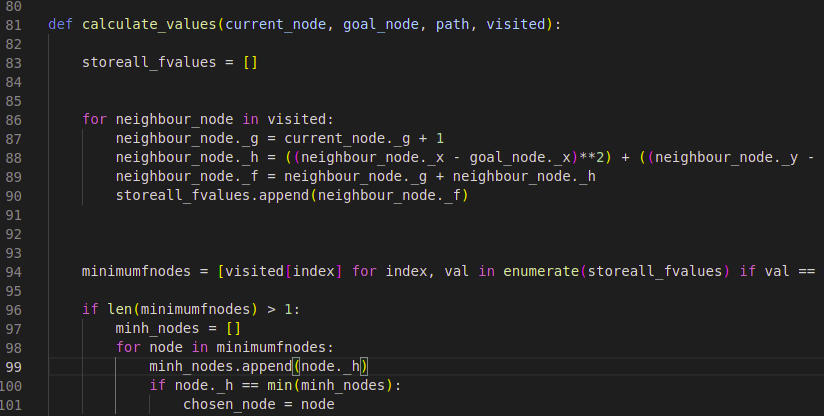 80
81 def calculate_values(current_node, goal_node, path, visited):
82
83 storeall_fvalues = []
84
85
86 for neighbour_node in visited:
87 neighbour_node._g = current_node._g + 1
88 neighbour_node._h = ((neighbour_node._x - goal_node._x)**2) + ((neighbour_node._y -
89 neighbour_node._f = neighbour_node._g + neighbour_node._h
90 storeall_fvalues.append(neighbour_node._f)
91
92
93
94 minimumfnodes = [visited[index] for index, val in enumerate(storeall_fvalues) if val ==
95
96 if len(minimumfnodes) > 1:
97 minh_nodes = []
98 for node in minimumfnodes:
99 minh_nodes.append(node._h)
100 if node._h == min(minh_nodes):
101 chosen_node = node